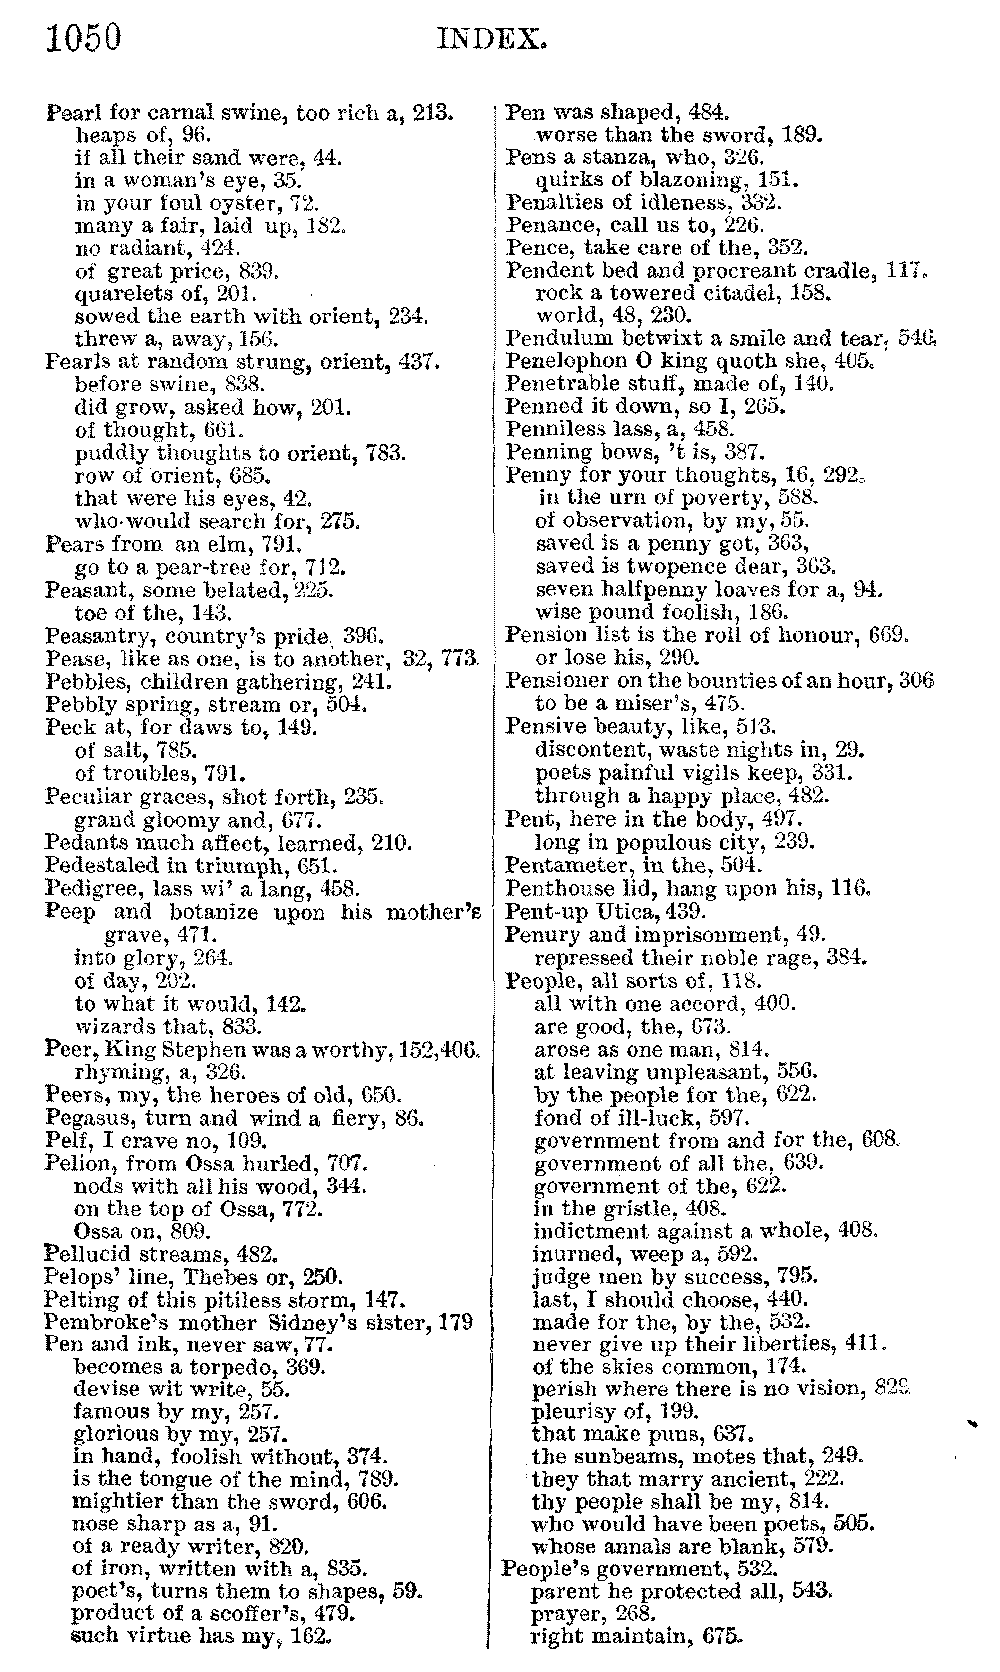 1050
INDEX.
Pearl for carnal swine, too rich a, 213.
heaps of, 96.
if all their sand were, 44.
in a woman's eye, 35.
in your foul oyster, 72.
many a fair, laid up, 182.
no radiant, 424.
of great price, 839.
quarelets of, 201.
sowed the earth with orient, 234.
threw a, away, 156.
Pearls at random strung, orient, 437.
before swine, 838.
did grow, asked how, 201.
of thought, 661.
puddly thoughts to orient, 783.
row of orient, 685.
that were his eyes, 42.
who would search for, 275.
Pears from an elm, 791.
go to a pear-tree for, 712.
Peasant, some belated, 225.
toe of the, 143.
Peasantry, country's pride, 396.
Pease, like as one, is to another, 32, 773.
Pebbles, children gathering, 241.
Pebbly spring, stream or, 504.
Peck at, for daws to, 149.
of salt, 785.
of troubles, 791.
Peculiar graces, shot forth, 235.
grand gloomy and, 677.
Pedants much affect, learned, 210.
Pedestaled in triumph, 651.
Pedigree, lass wi' a lang, 458.
Peep and botanize upon his mother's
grave, 471.
into glory, 264.
of day, 202.
to what it would, 142.
wizards that, 833.
Peer, King Stephen was a worthy, 152,406.
rhyming, a, 326.
Peers, my, the heroes of old, 650.
Pegasus, turn and wind a fiery, 86.
Pelf, I crave no, 109.
Pelion, from Ossa hurled, 707.
nods with all his wood, 344.
on the top of Ossa, 772.
Ossa on, 809.
Pellucid streams, 482.
Pelops' line, Thebes or, 250.
Pelting of this pitiless storm, 147.
Pembroke's mother Sidney's sister, 179
Pen and ink, never saw, 77.
becomes a torpedo, 369.
devise wit write, 55.
famous by my, 257.
glorious by my, 257.
in hand, foolish without, 374.
is the tongue of the mind, 789.
mightier than the sword, 606.
nose sharp as a, 91.
of a ready writer, 820.
of iron, written with a, 835.
poet's, turns them to shapes, 59.
product of a scoffer's, 479.
such virtue has my, 162.
Pen was shaped, 484.
worse than the sword, 189.
Pens a stanza, who, 326.
quirks of blazoning, 151.
Penalties of idleness, 332.
Penance, call us to, 226.
Pence, take care of the, 352.
Pendent bed and procreant cradle, 117.
rock a towered citadel, 158.
world, 48, 230.
Pendulum betwixt a smile and tear, 546.
Penelophon O king quoth she, 405.
Penetrable stuff, made of, 140.
Penned it down, so I, 265.
Penniless lass, a, 458.
Penning bows, 't is, 387.
Penny for your thoughts, 16, 292.
in the urn of poverty, 588.
of observation, by my, 55.
saved is a penny got, 363,
saved is twopence dear, 363.
seven halfpenny loaves for a, 94.
wise pound foolish, 186.
Pension list is the roll of honour, 669.
or lose his, 290.
Pensioner on the bounties of an hour, 306
to be a miser's, 475.
Pensive beauty, like, 513.
discontent, waste nights in, 29.
poets painful vigils keep, 331.
through a happy place, 482.
Pent, here in the body, 497.
long in populous city, 239.
Pentameter, in the, 504.
Penthouse lid, hang upon his, 116.
Pent-up Utica, 439.
Penury and imprisonment, 49.
repressed their noble rage, 384.
People, all sorts of, 118.
all with one accord, 400.
are good, the, 673.
arose as one man, 814.
at leaving unpleasant, 556.
by the people for the, 622.
fond of ill-luck, 597.
government from and for the, 608.
government of all the, 639.
government of the, 622.
in the gristle, 408.
indictment against a whole, 408.
inurned, weep a, 592.
judge men by success, 795.
last, I should choose, 440.
made for the, by the, 532.
never give up their liberties, 411.
of the skies common, 174.
perish where there is no vision,
pleurisy of, 199.
that make puns, 637.
the sunbeams, motes that, 249.
they that marry ancient, 222.
thy people shall be my, 814.
who would have been poets, 505.
whose annals are blank, 579.
People's government, 532.
parent he protected all, 543.
prayer, 268.
right maintain, 675.